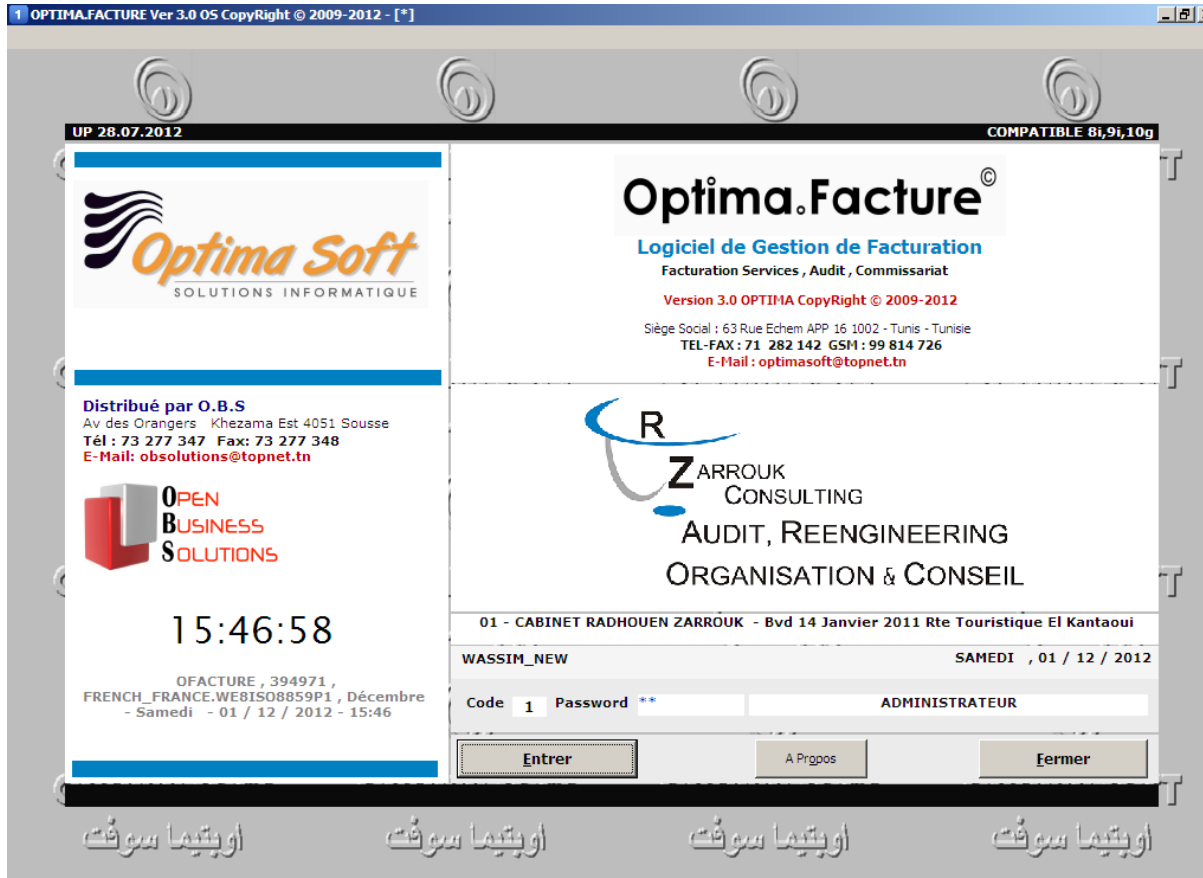 1 OPTIMA.FACTURE Ver 3.0 OS CopyRight © 2009-2012 - [*]
UP 28.07.2012
COMPATIBLE 8i,9i,10g
Optima Soft
SOLUTIONS INFORMATIQUE
Optima.Facture©
Logiciel de Gestion de Facturation
Facturation Services , Audit , Commissariat
Version 3.0 OPTIMA CopyRight © 2009-2012
Siège Social : 63 Rue Echem APP 16 1002 - Tunis - Tunisie
TEL-FAX : 71 282 142 GSM : 99 814 726
E-Mail : optimasoft@topnet.tn
Distribué par O.B.S
Av des Orangers Khezama Est 4051 Sousse
Tél : 73 277 347 Fax: 73 277 348
E-Mail: obsolutions@topnet.tn
OPEN
BUSINESS
SOLUTIONS
R
ZARROUK
CONSULTING
AUDIT, REENGINEERING
ORGANISATION & CONSEIL
15:46:58
OFACTURE , 394971 ,
FRENCH_FRANCE.WE8ISO8859P1 , Décembre
- Samedi - 01 / 12 / 2012 - 15:46
01 - CABINET RADHOUEN ZARROUK - Bvd 14 Janvier 2011 Rte Touristique El Kantaoui
WASSIM_NEW
SAMEDI , 01 / 12 / 2012
Code 1 Password ** ADMINISTRATEUR
Entrer
A Propos
Fermer
اوبتيما سوفت اوبتيما سوفت اوبتيما سوفت اوبتيما سوفت